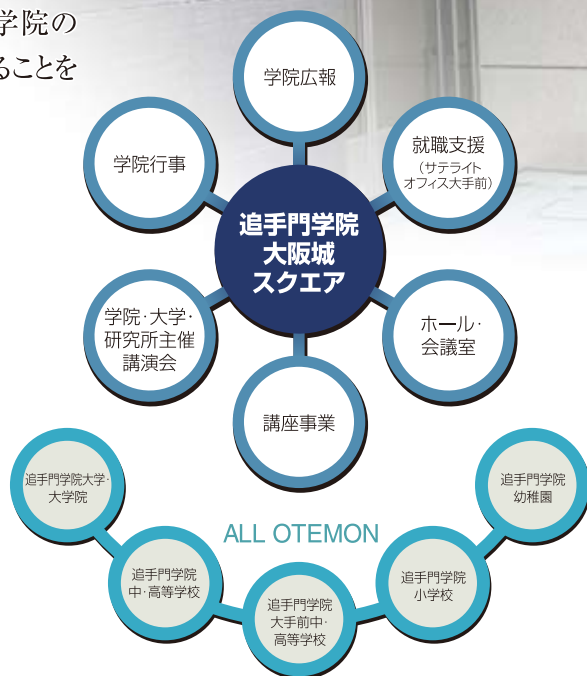 学院の
ることを
学院広報
学院行事
就職支援
(サテライト
オフィス大手前)
追手門学院
大阪城
スクエア
学院・大学・
研究所主催
講演会
ホール・
会議室
講座事業
追手門学院大学・
大学院
追手門学院
幼稚園
ALL OTEMON
追手門学院
中・高等学校
追手門学院
小学校
追手門学院
大手前中・
高等学校